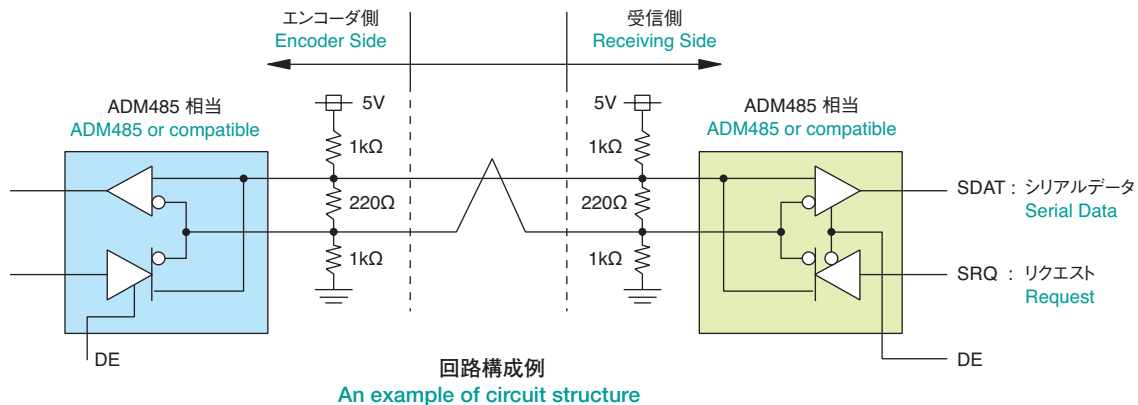 エンコーダ側
Encoder Side
受信側
Receiving Side
ADM485 相当
ADM485 or compatible
5V
1kΩ
220Ω
1kΩ
DE
5V
1kΩ
220Ω
1kΩ
ADM485 相当
ADM485 or compatible
SDAT : シリアルデータ
Serial Data
SRQ : リクエスト
Request
DE
回路構成例
An example of circuit structure